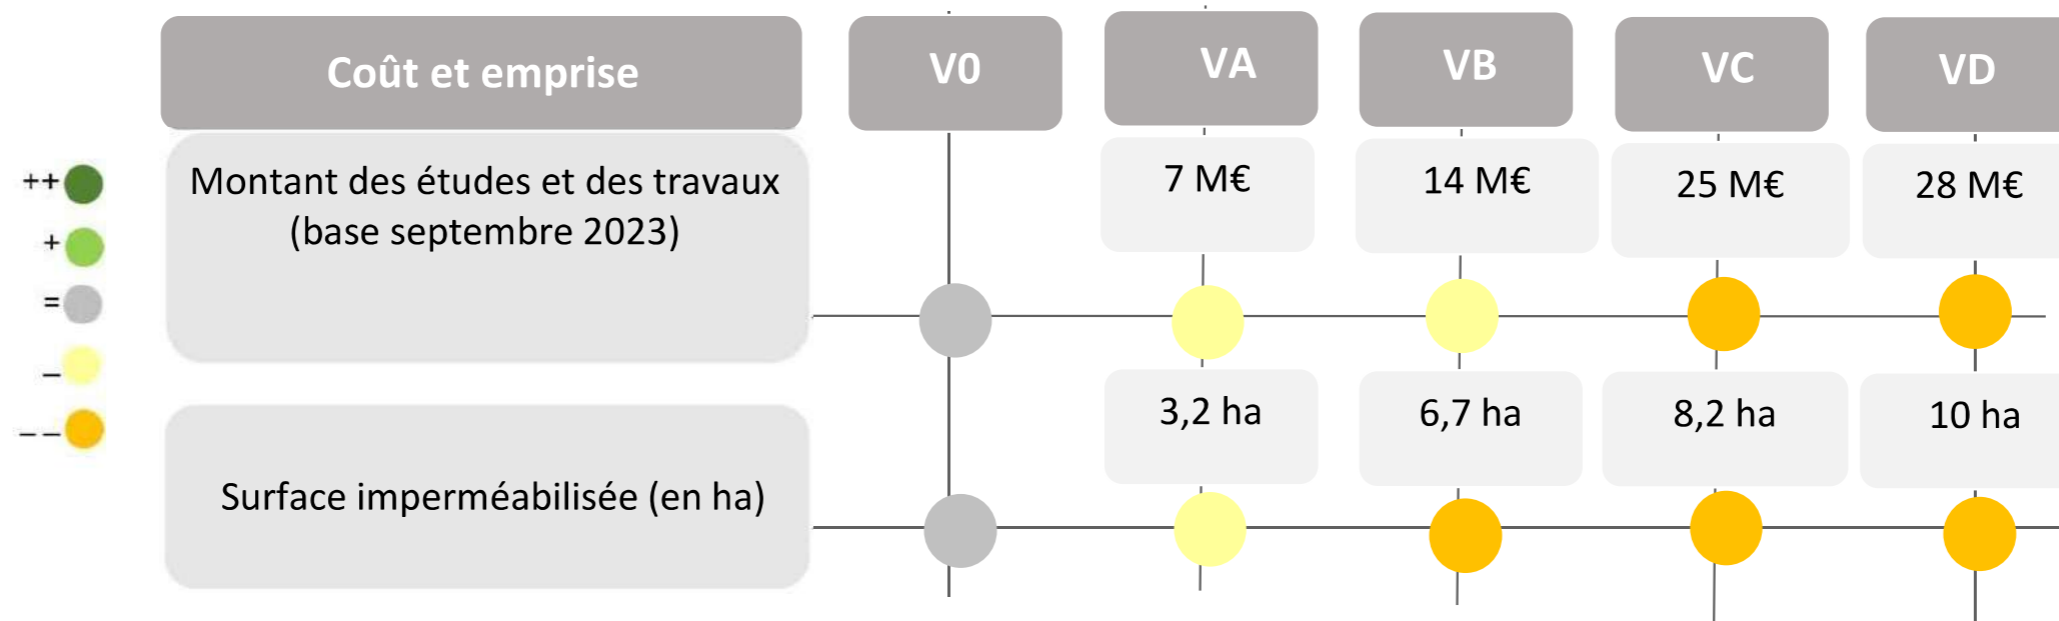 Coût et emprise
V0
VA
VB
VC
VD
++
+
=
_
__
Montant des études et des travaux
(base septembre 2023)
7 M€
14 M€
25 M€
28 M€
Surface imperméabilisée (en ha)
3,2 ha
6,7 ha
8,2 ha
10 ha